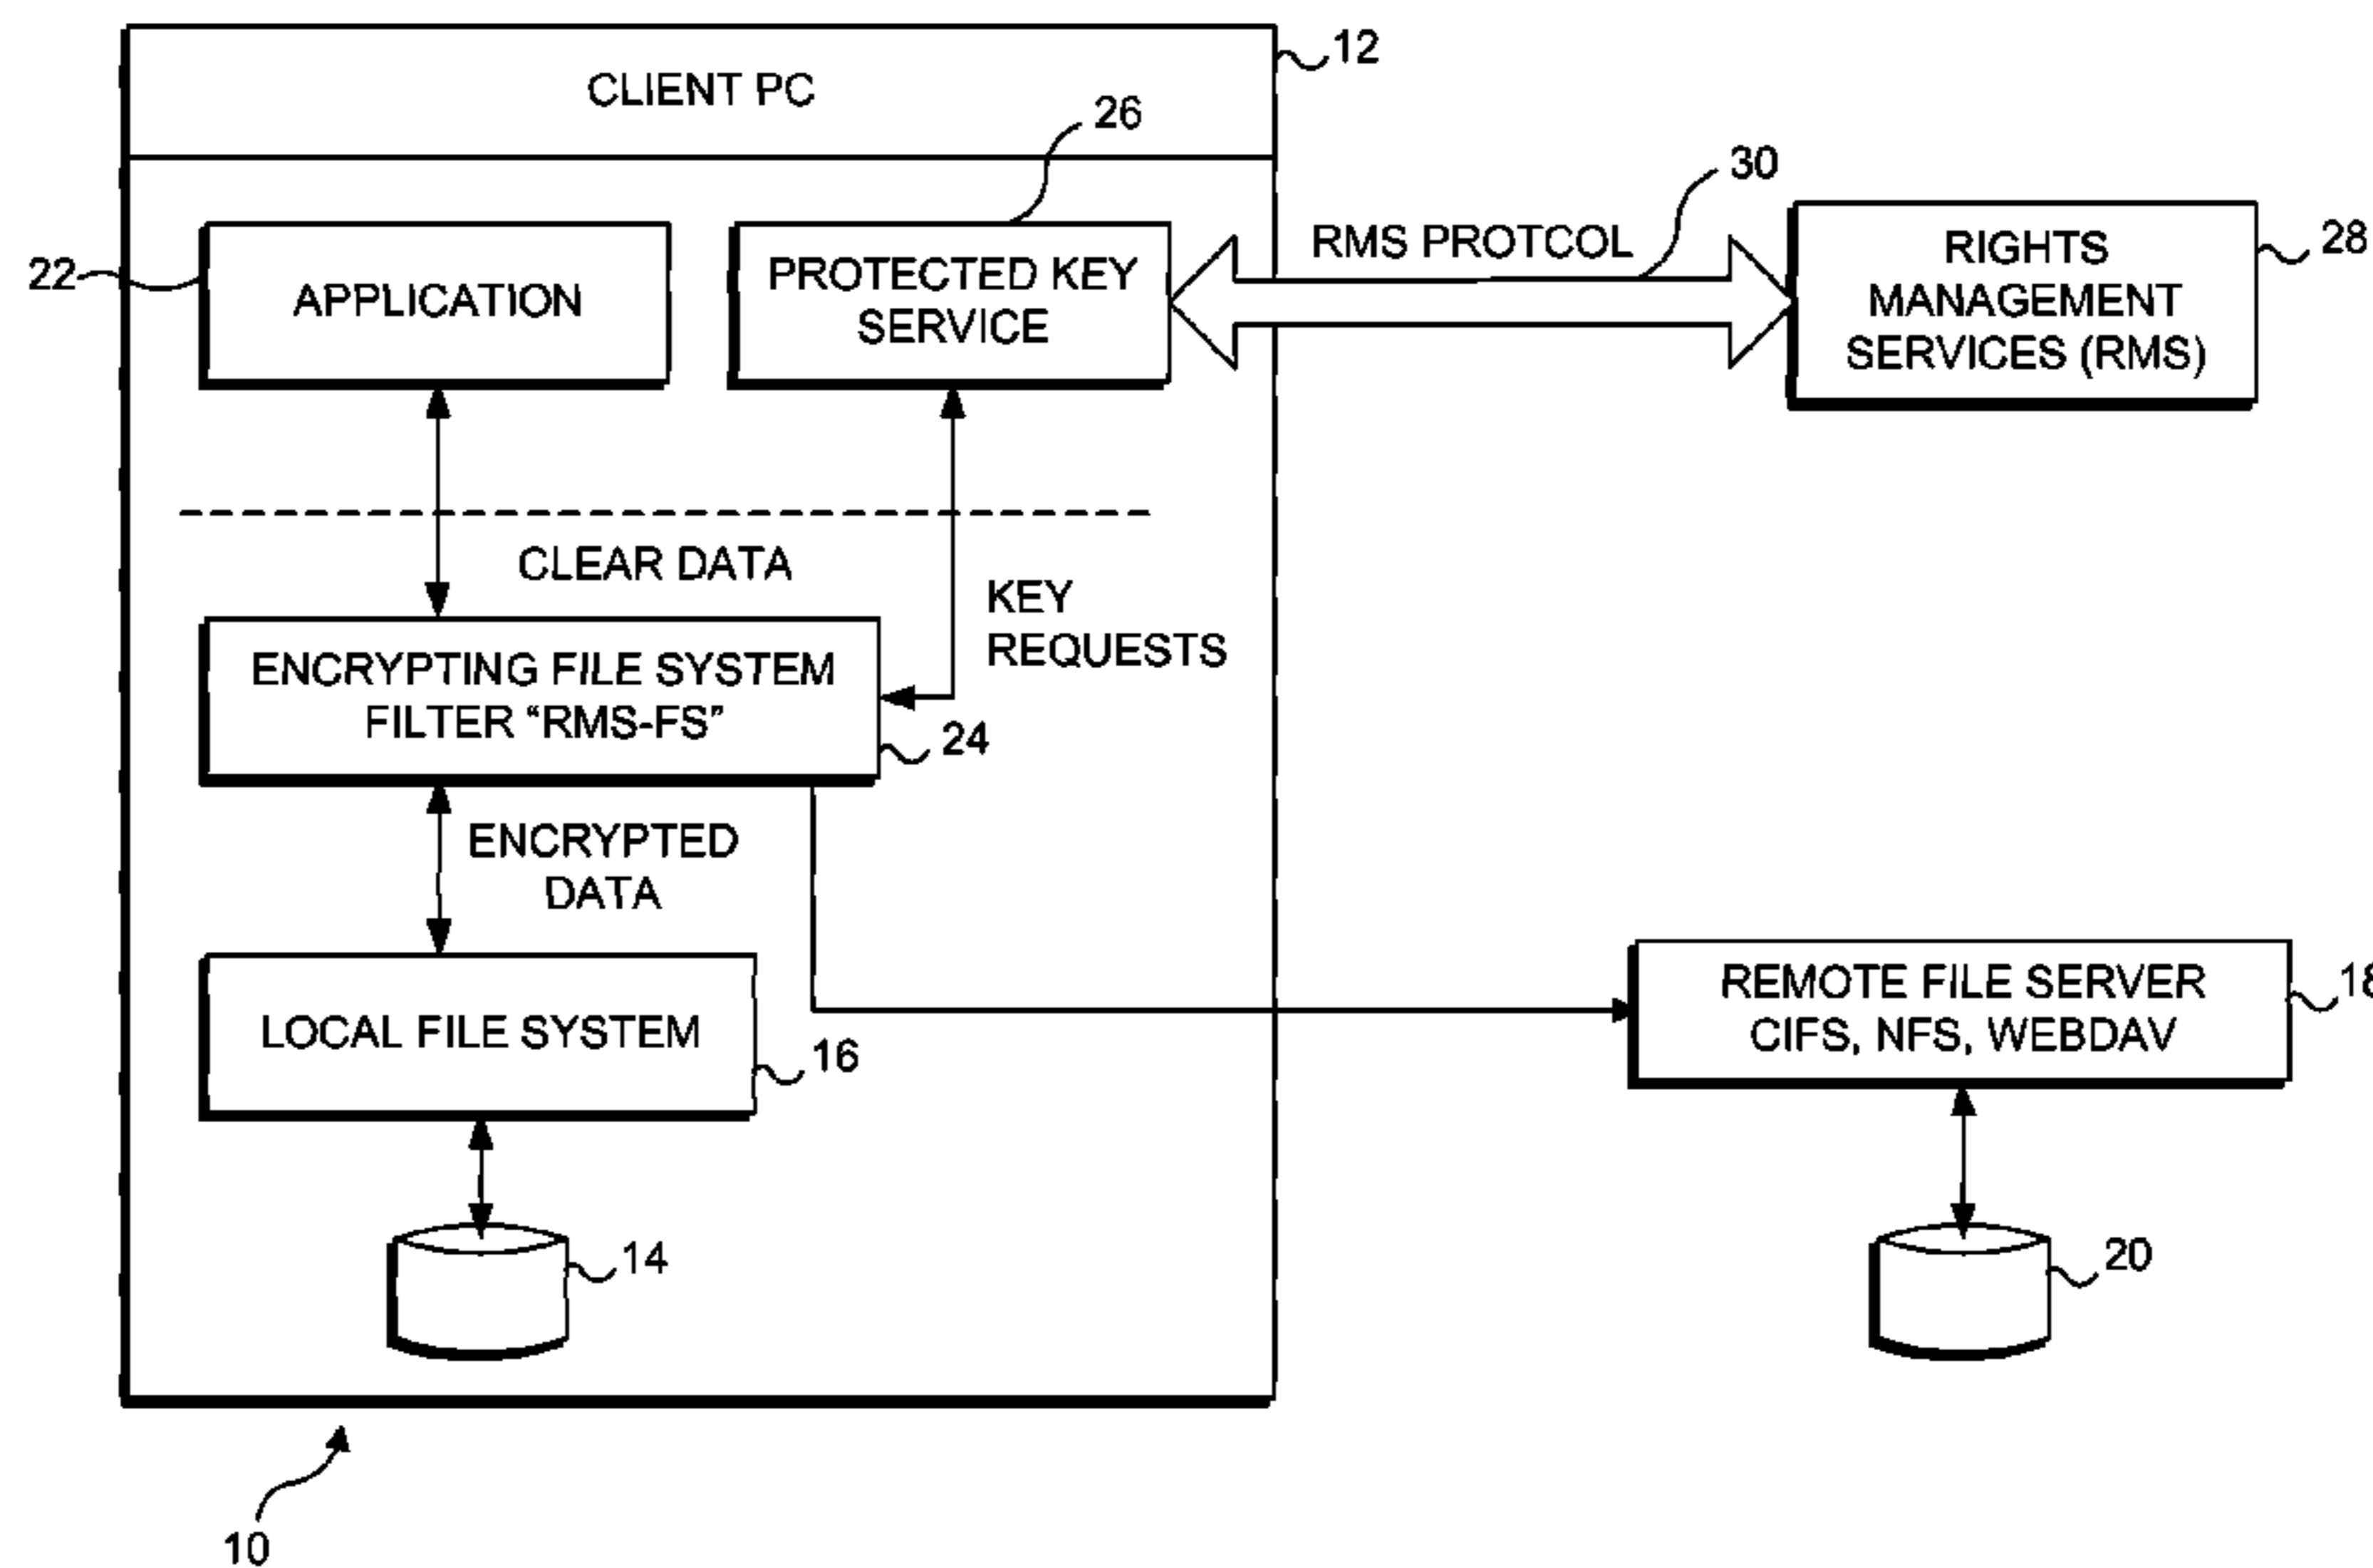 CLIENT PC
12
26
30
22
APPLICATION
PROTECTED KEY
SERVICE
RMS PROTCOL
RIGHTS
MANAGEMENT
SERVICES (RMS)
28
CLEAR DATA
KEY
REQUESTS
ENCRYPTING FILE SYSTEM
FILTER “RMS-FS”
24
ENCRYPTED
DATA
LOCAL FILE SYSTEM
16
REMOTE FILE SERVER
CIFS, NFS, WEBDAV
18
14
20
10